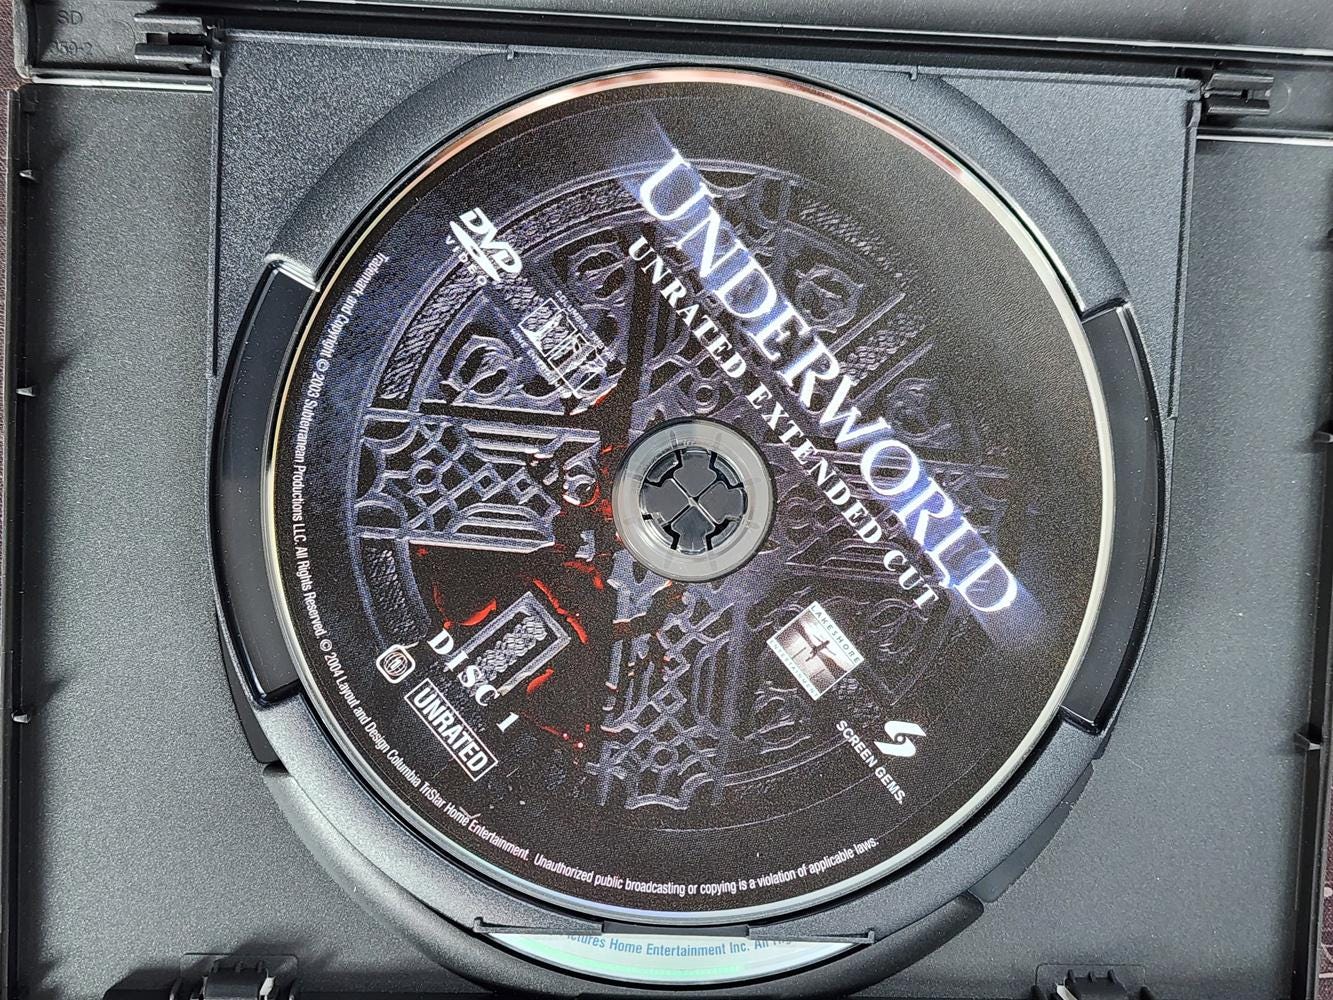 SD
UNDERWORLD
UNRATED EXTENDED CUT
DVD
VIDEO
DISC 1
UNRATED
LAKESHORE
ENTERTAINMENT
SCREEN GEMS.
Trademark and Copyright © 2003 Subterranean Productions LLC. All Rights Reserved © 2004 Layout and Design Columbia TriStar Home Entertainment. Unauthorized public broadcasting or copying is a violation of applicable laws.
Home Entertainment Inc. All